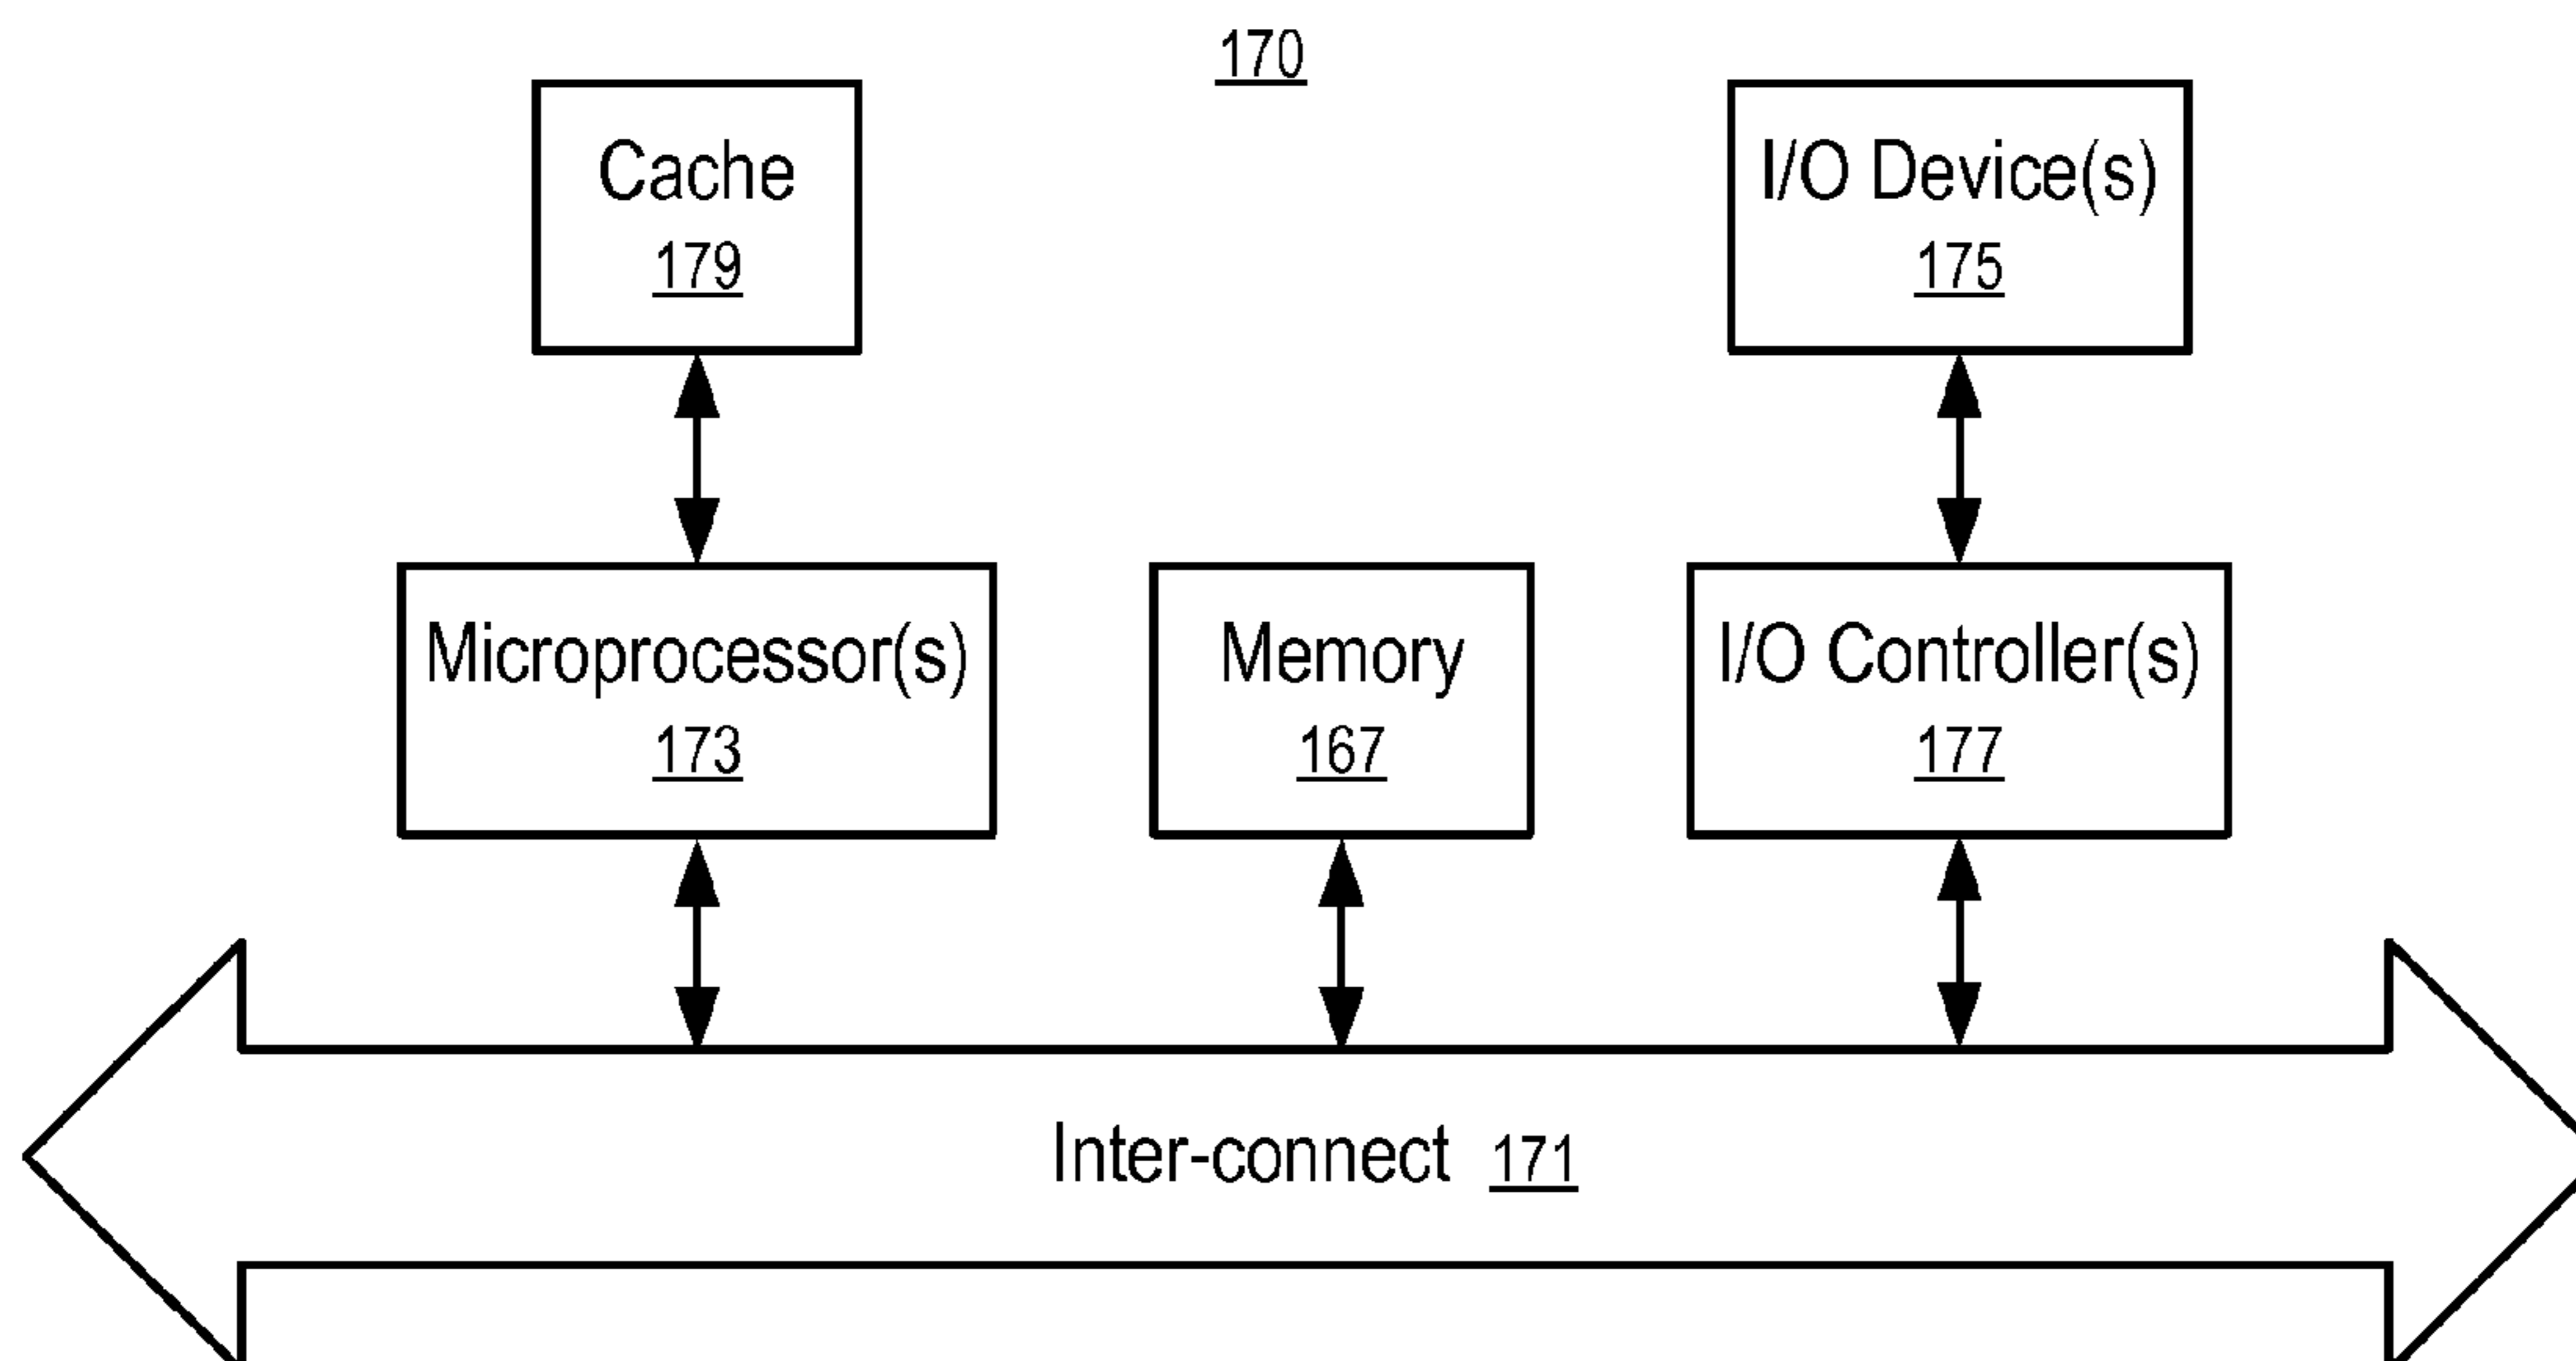 170
Cache
179
I/O Device(s)
175
Microprocessor(s)
173
Memory
167
I/O Controller(s)
177
Inter-connect 171